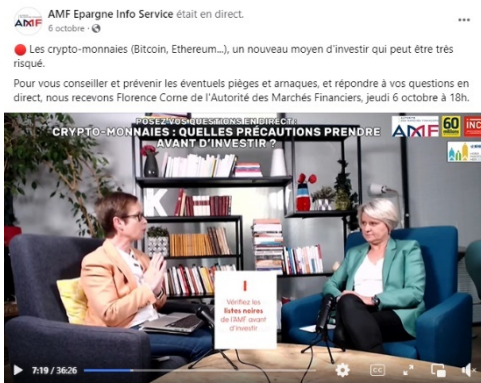 AMF Epargne Info Service était en direct.
6 octobre
🔴 Les crypto-monnaies (Bitcoin, Ethereum...), un nouveau moyen d'investir qui peut être très
risqué.
Pour vous conseiller et prévenir les éventuels pièges et arnaques, et répondre à vos questions en
direct, nous recevons Florence Corne de l'Autorité des Marchés Financiers, jeudi 6 octobre à 18h.
POSEZ VOS QUESTIONS EN DIRECT :
CRYPTO-MONNAIES : QUELLES PRÉCAUTIONS PRENDRE
AVANT D'INVESTIR ?
AMF
60
INC
Vérifiez les
listes noires
de l'AMF avant
d'investir
7:19 / 36:26
CC